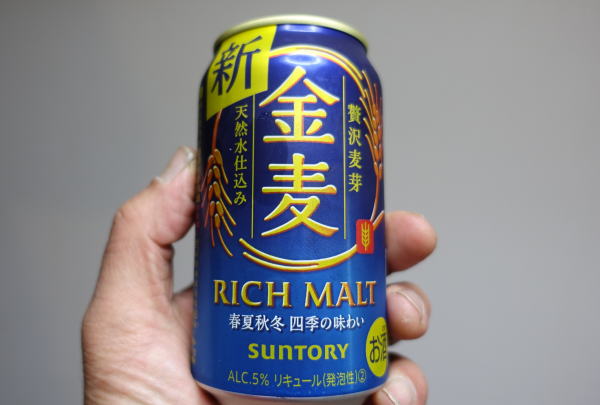 新
金麦
贅沢麦芽
天然水仕込み
RICH MALT
春夏秋冬 四季の味わい
SUNTORY
お酒
ALC.5% リキュール(発泡性)②